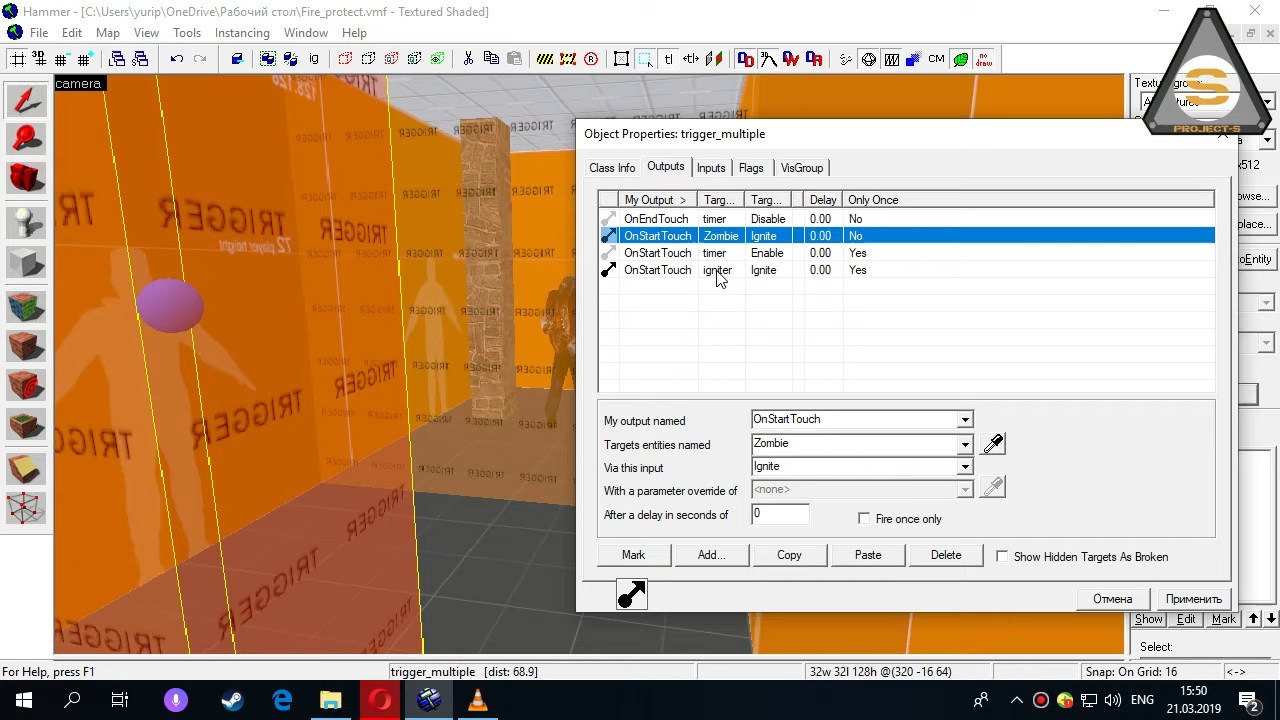 Hammer - [C:\Users\yurip\OneDrive\Рабочий стол\Fire_protect.vmf - Textured Shaded]
File Edit Map View Tools Instancing Window Help
camera
S
PROJECT-S
TRIGGER
72 player height
Object Properties: trigger_multiple
Class Info Outputs Inputs Flags VisGroup
My Output > Targ... Targ... Delay Only Once
OnEndTouch timer Disable 0.00 No
OnStartTouch Zombie Ignite 0.00 No
OnStartTouch timer Enable 0.00 Yes
OnStartTouch igniter Ignite 0.00 Yes
My output named OnStartTouch
Targets entities named Zombie
Via this input Ignite
With a parameter override of <none>
After a delay in seconds of 0 Fire once only
Mark Add... Copy Paste Delete Show Hidden Targets As Broken
Отмена Применить
Show Edit Mark
Select:
For Help, press F1 trigger_multiple [dist: 68.9] 32w 32l 128h @(320 -16 64) Snap: On Grid: 16 <->
ENG 15:50
21.03.2019
2